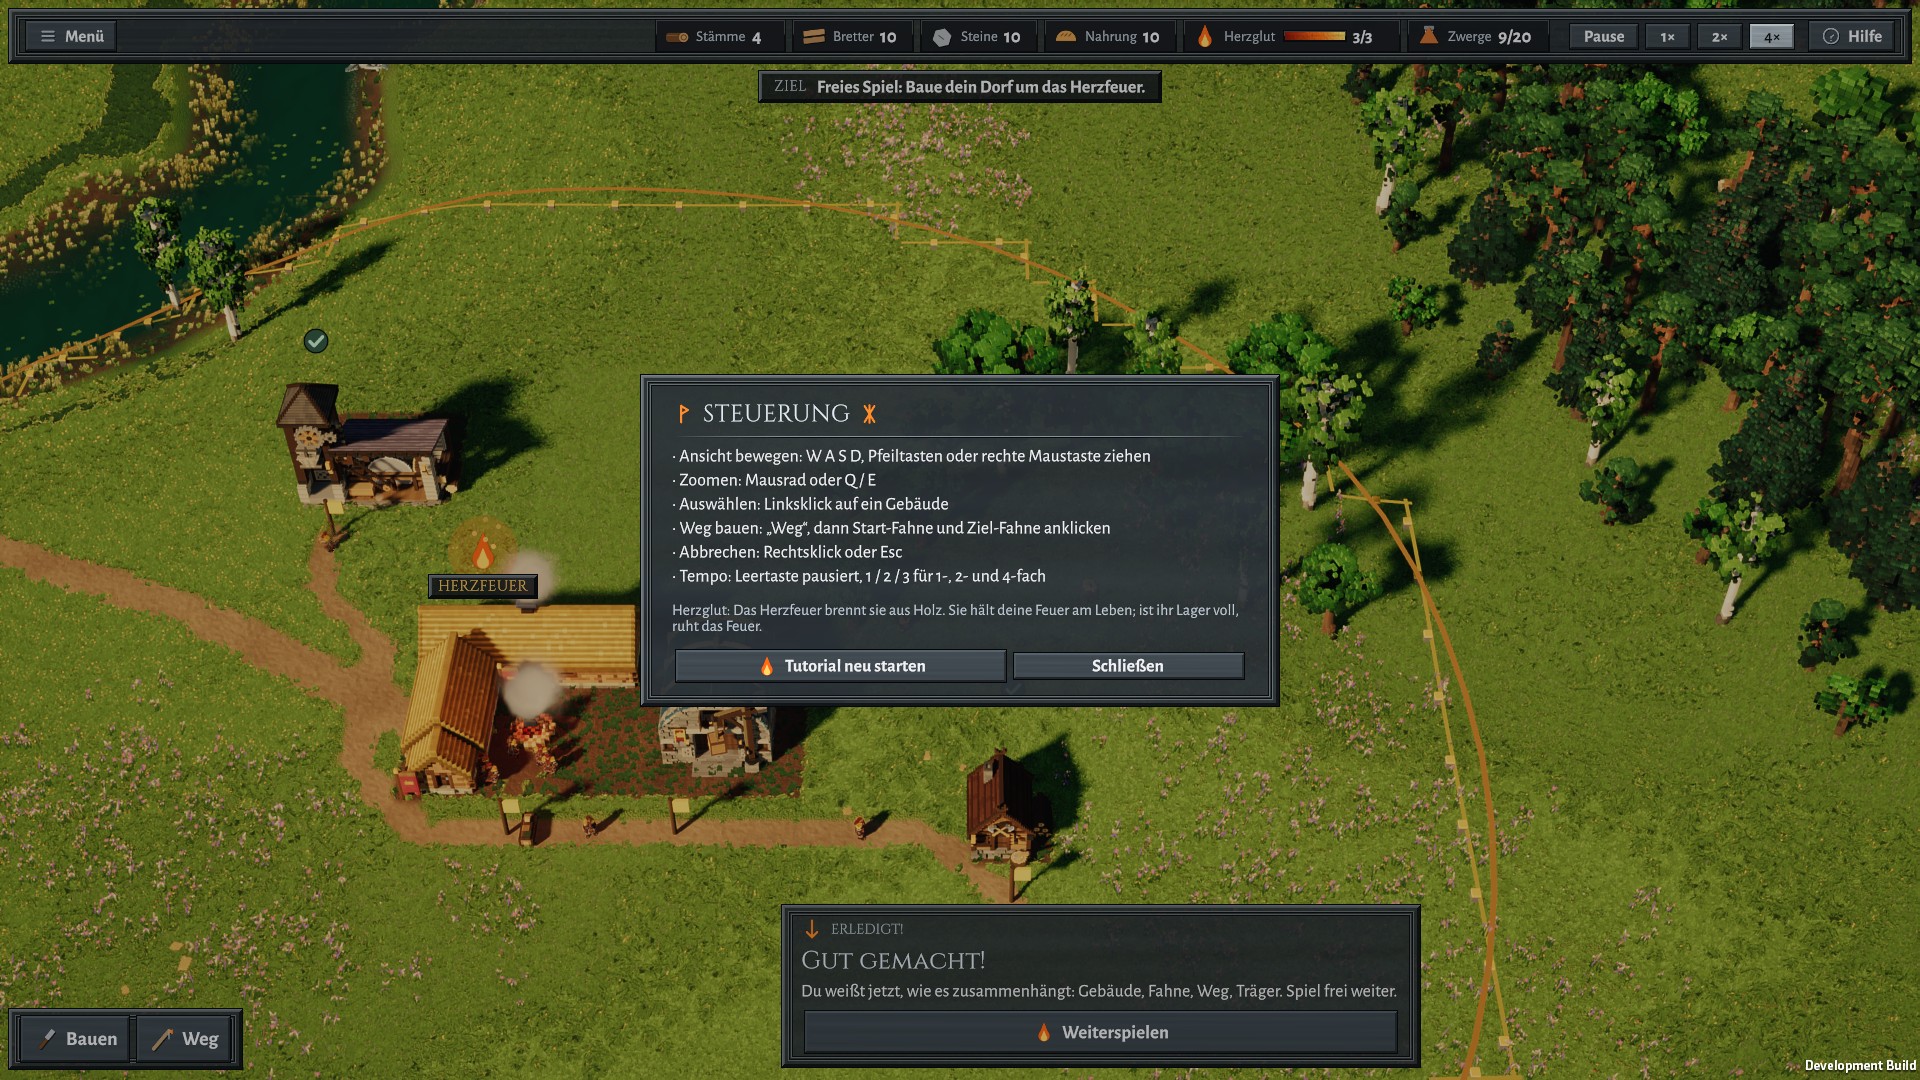 Menü
Stämme 4
Bretter 10
Steine 10
Nahrung 10
Herzglut 3/3
Zwerge 9/20
Pause
1×
2×
4×
Hilfe
ZIEL Freies Spiel: Baue dein Dorf um das Herzfeuer.
STEUERUNG
· Ansicht bewegen: W A S D, Pfeiltasten oder rechte Maustaste ziehen
· Zoomen: Mausrad oder Q / E
· Auswählen: Linksklick auf ein Gebäude
· Weg bauen: „Weg“, dann Start-Fahne und Ziel-Fahne anklicken
· Abbrechen: Rechtsklick oder Esc
· Tempo: Leertaste pausiert, 1 / 2 / 3 für 1-, 2- und 4-fach
Herzglut: Das Herzfeuer brennt sie aus Holz. Sie hält deine Feuer am Leben; ist ihr Lager voll,
ruht das Feuer.
Tutorial neu starten
Schließen
HERZFEUER
ERLEDIGT!
GUT GEMACHT!
Du weißt jetzt, wie es zusammenhängt: Gebäude, Fahne, Weg, Träger. Spiel frei weiter.
Weiterspielen
Bauen
Weg
Development Build